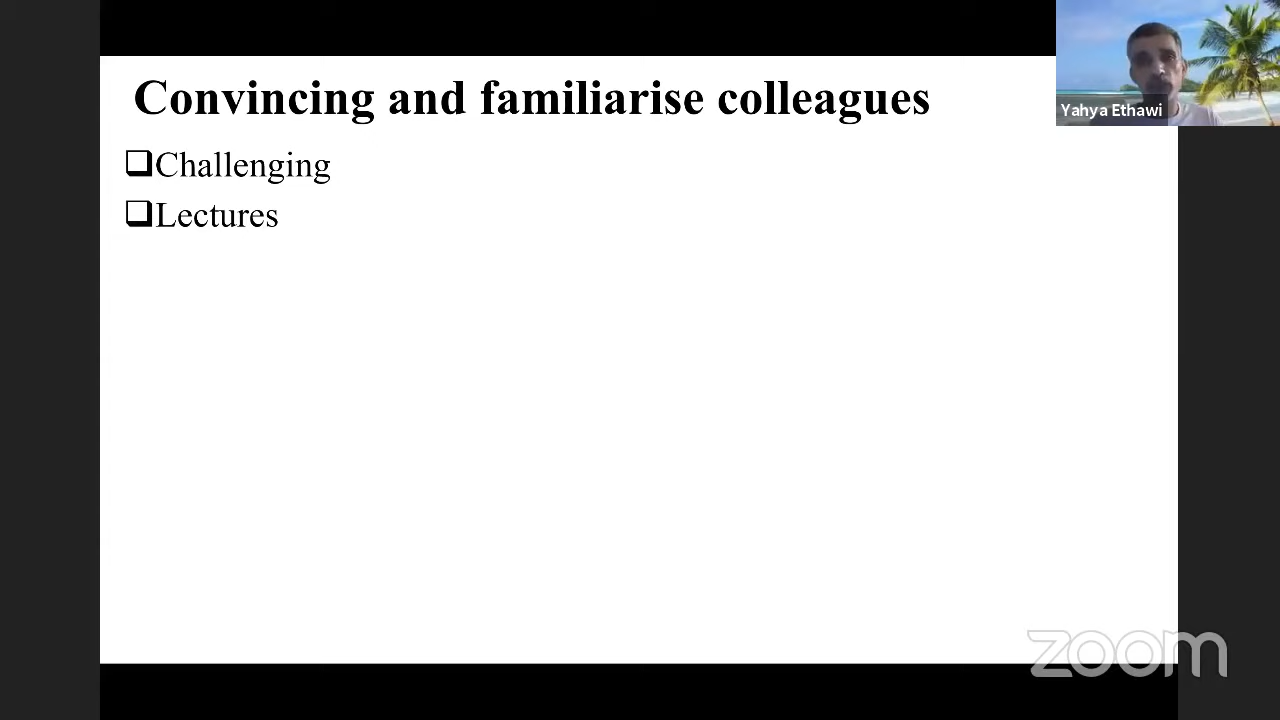 Convincing and familiarise colleagues
Yahya Ethawi
Challenging
Lectures
zoom